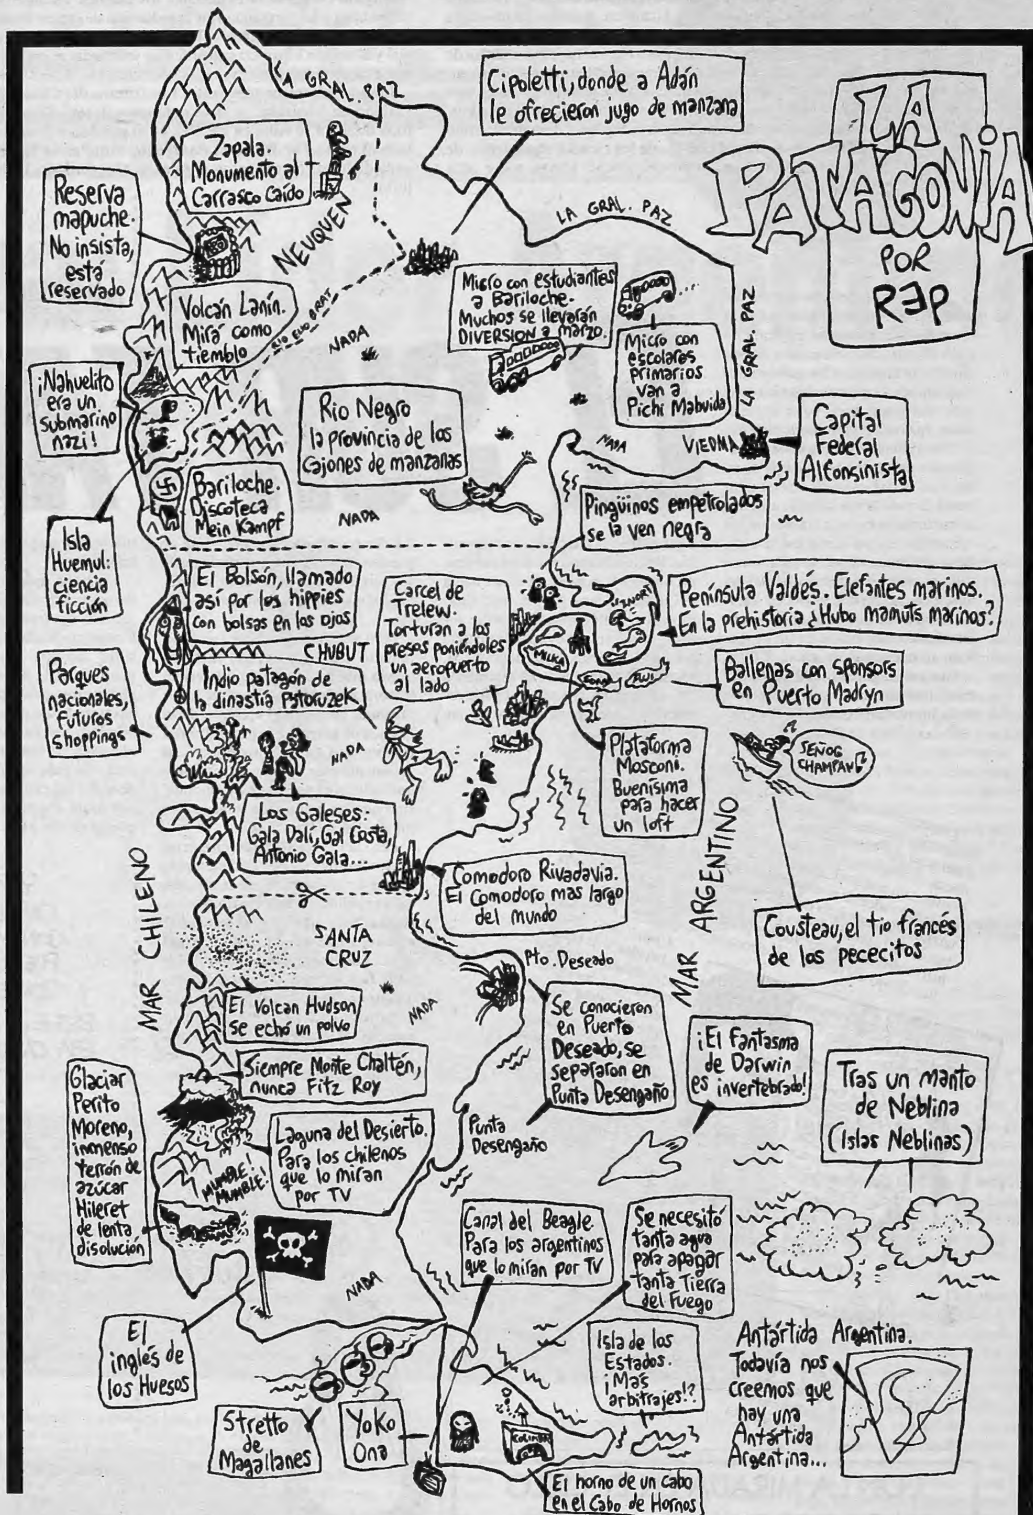 LA
PATAGONIA
POR
REP
LA GRAL. PAZ
Cipoletti, donde a Adán
le ofrecieron jugo de manzana
Zapala.
Monumento al
Carrasco Caído
Reserva
mapuche.
No insista,
está
reservado
NEUQUEN
LA GRAL. PAZ
Micro con estudiantes
a Bariloche.
Muchos se llevarán
DIVERSION a marzo.
Volcán Lanín.
Mirá como
tiemblo
NADA
LA GRAL. PAZ
Micro con
escolares
primarios
van a
Pichi Mahuida
¡Nahuelito
era un
submarino
nazi!
Rio Negro
la provincia de los
cajones de manzanas
NADA
VIEDMA
Capital
Federal
Alfonsinista
Bariloche.
Discoteca
Mein Kampf
NADA
Pingüinos empetrolados
se la ven negra
Isla
Huemul:
ciencia
ficción
El Bolsón, llamado
así por los hippies
con bolsas en los ojos
CHUBUT
Carcel de
Trelew.
Torturan a los
presos poniéndoles
un aeropuerto
al lado
Península Valdés. Elefantes marinos.
En la prehistoria ¿Hubo mamuts marinos?
MILKA
FUJI
Ballenas con sponsors
en Puerto Madryn
Parques
nacionales,
futuros
shoppings
Indio patagón de
la dinastía Patoruzek
NADA
Plataforma
Mosconi.
Buenísima
para hacer
un loft
SEÑOG
CHAMPAN
Los Galeses:
Gala Dalí, Gal Costa,
Antonio Gala...
MAR CHILENO
MAR ARGENTINO
Comodoro Rivadavia.
El Comodoro mas largo
del mundo
Cousteau, el tio francés
de los pececitos
SANTA
CRUZ
Pto. Deseado
El Volcan Hudson
se echó un polvo
NADA
Se conocieron
en Puerto
Deseado, se
separaron en
Punta Desengaño
¡El fantasma
de Darwin
es invertebrado!
Tras un manto
de Neblina
(Islas Neblinas)
Siempre Monte Chaltén,
nunca Fitz Roy
Glaciar
Perito
Moreno,
inmenso
terrón de
azúcar
Hileret
de lenta
disolución
Laguna del Desierto.
Para los chilenos
que lo miran
por TV
Punta
Desengaño
MUMBLE!
MUMBLE!
Canal del Beagle.
Para los argentinos
que lo miran por TV
Se necesitó
tanta agua
para apagar
tanta Tierra
del Fuego
NADA
El
inglés de
los Huesos
Isla de los
Estados.
¡Mas
arbitrajes!?
Antártida Argentina.
Todavía nos
creemos que
hay una
Antártida
Argentina...
Stretto
de
Magallanes
Yoko
Ona
El horno de un cabo
en el Cabo de Hornos